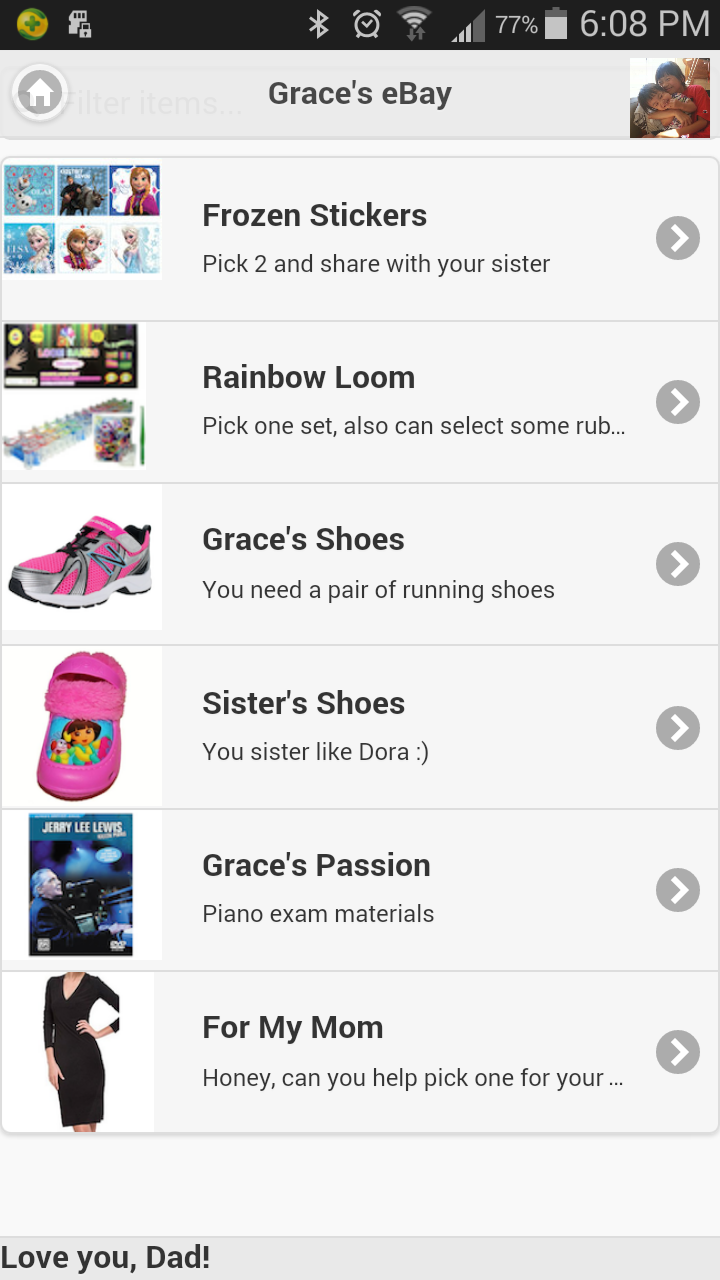 77% 6:08 PM
Filter items...
Grace's eBay
Frozen Stickers
Pick 2 and share with your sister
ELSA
Rainbow Loom
Pick one set, also can select some rub...
LOOM BANDS
Grace's Shoes
You need a pair of running shoes
Sister's Shoes
You sister like Dora :)
JERRY LEE LEWIS
Grace's Passion
Piano exam materials
DVD
For My Mom
Honey, can you help pick one for your ...
Love you, Dad!